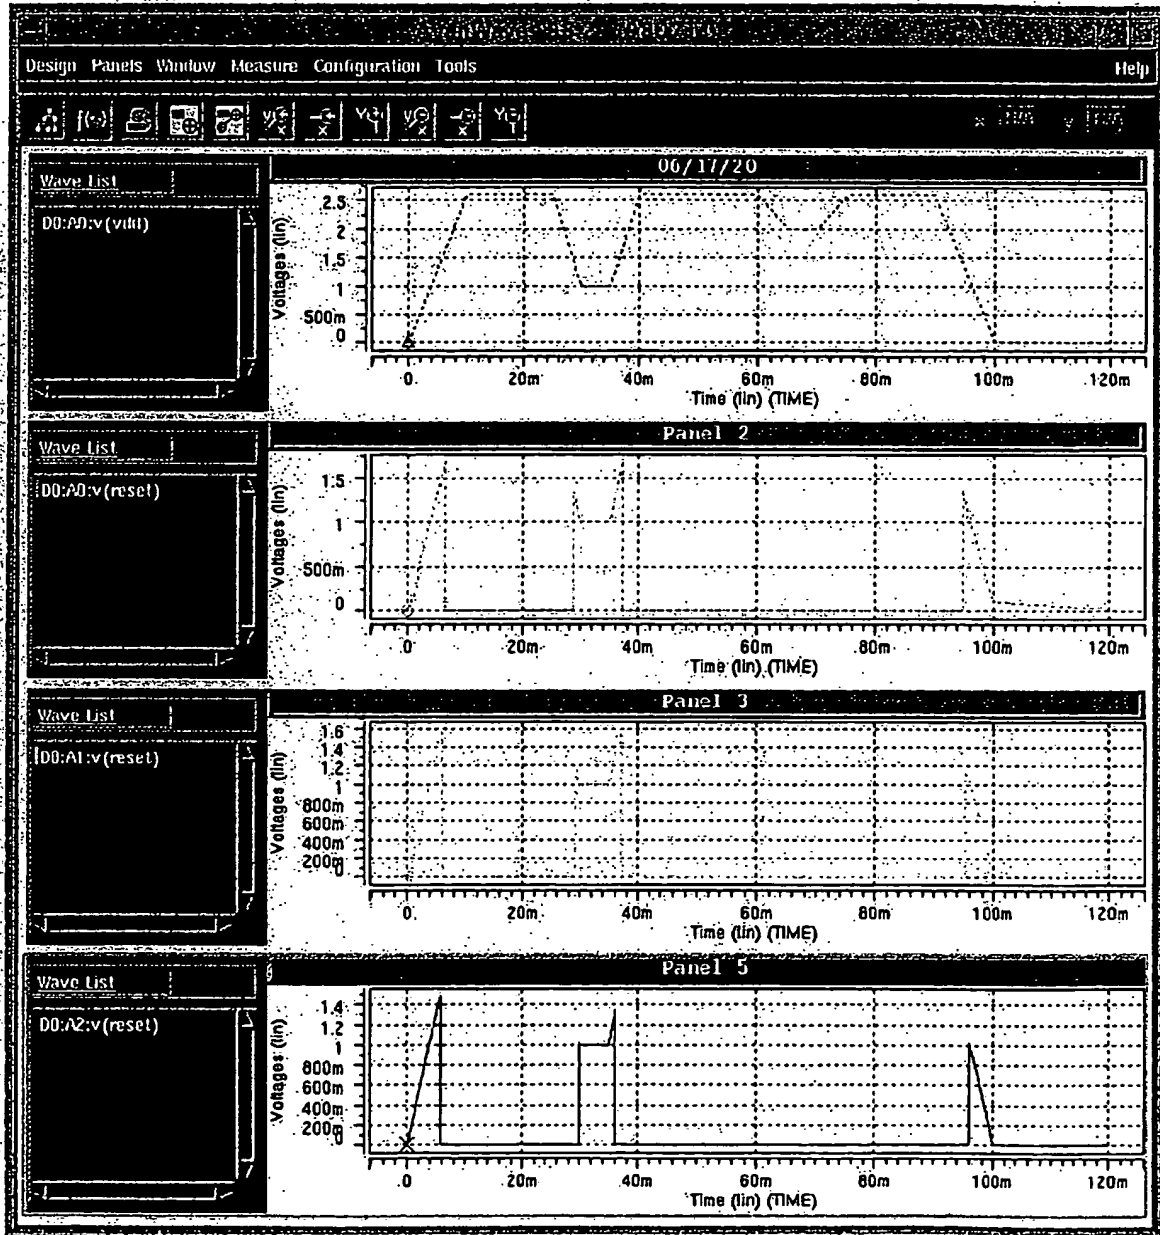 Design Panels Window Measure Configuration Tools Help
x y
06/17/20
Wave List
D0:A0:v(vdd)
Voltages (lin)
2.5
2
1.5
1
500m
0
0 20m 40m 60m 80m 100m 120m
Time (lin) (TIME)
Panel 2
Wave List
D0:A0:v(reset)
Voltages (lin)
1.5
1
500m
0
0 20m 40m 60m 80m 100m 120m
Time (lin) (TIME)
Panel 3
Wave List
D0:A1:v(reset)
Voltages (lin)
1.6
1.4
1.2
1
800m
600m
400m
200m
0
0 20m 40m 60m 80m 100m 120m
Time (lin) (TIME)
Panel 5
Wave List
D0:A2:v(reset)
Voltages (lin)
1.4
1.2
1
800m
600m
400m
200m
0
0 20m 40m 60m 80m 100m 120m
Time (lin) (TIME)